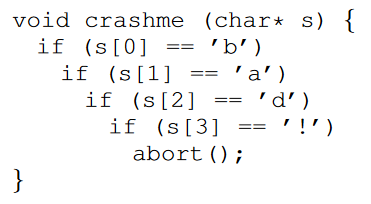 void crashme (char* s) {
  if (s[0] == ’b’)
    if (s[1] == ’a’)
      if (s[2] == ’d’)
        if (s[3] == ’!’)
          abort();
}